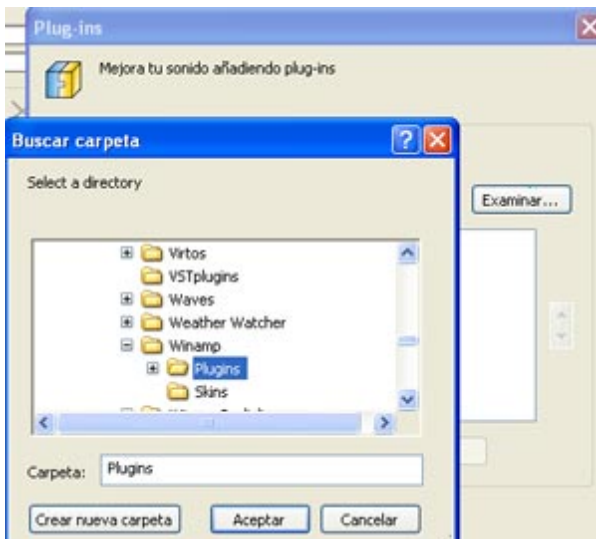 Plug-ins
Mejora tu sonido añadiendo plug-ins
Buscar carpeta
Select a directory
Examinar...
Virtos
VSTplugins
Waves
Weather Watcher
Winamp
Plugins
Skins
Carpeta: Plugins
Crear nueva carpeta Aceptar Cancelar